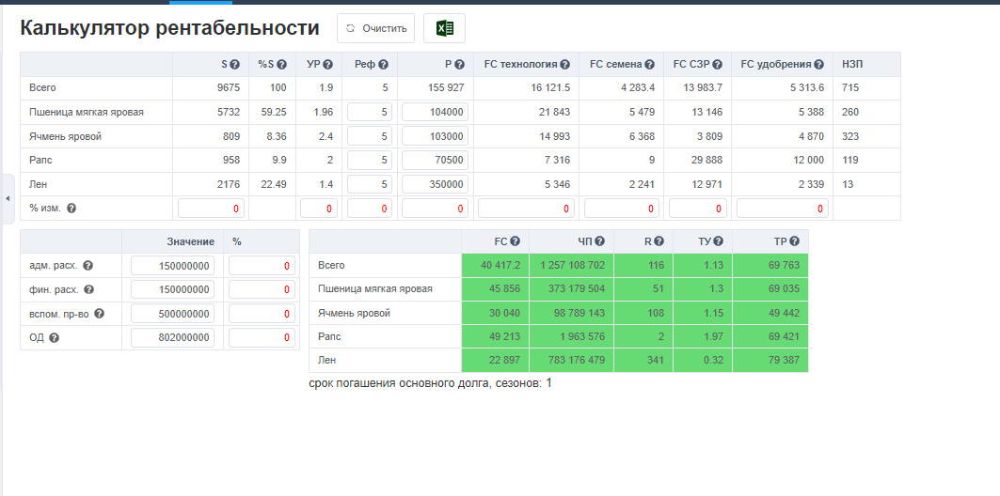 Калькулятор рентабельности Очистить
S %S УР Реф P FC технология FC семена FC СЗР FC удобрения НЗП
Всего 9675 100 1.9 5 155 927 16 121.5 4 283.4 13 983.7 5 313.6 715
Пшеница мягкая яровая 5732 59.25 1.96 5 104000 21 843 5 479 13 146 5 388 260
Ячмень яровой 809 8.36 2.4 5 103000 14 993 6 368 3 809 4 870 323
Рапс 958 9.9 2 5 70500 7 316 9 29 888 12 000 119
Лен 2176 22.49 1.4 5 350000 5 346 2 241 12 971 2 339 13
% изм. 0 0 0 0 0 0 0 0
Значение %
адм. расх. 150000000 0
фин. расх. 150000000 0
вспом. пр-во 500000000 0
ОД 802000000 0
FC ЧП R ТУ ТР
Всего 40 417.2 1 257 108 702 116 1.13 69 763
Пшеница мягкая яровая 45 856 373 179 504 51 1.3 69 035
Ячмень яровой 30 040 98 789 143 108 1.15 49 442
Рапс 49 213 1 963 576 2 1.97 69 421
Лен 22 897 783 176 479 341 0.32 79 387
срок погашения основного долга, сезонов: 1